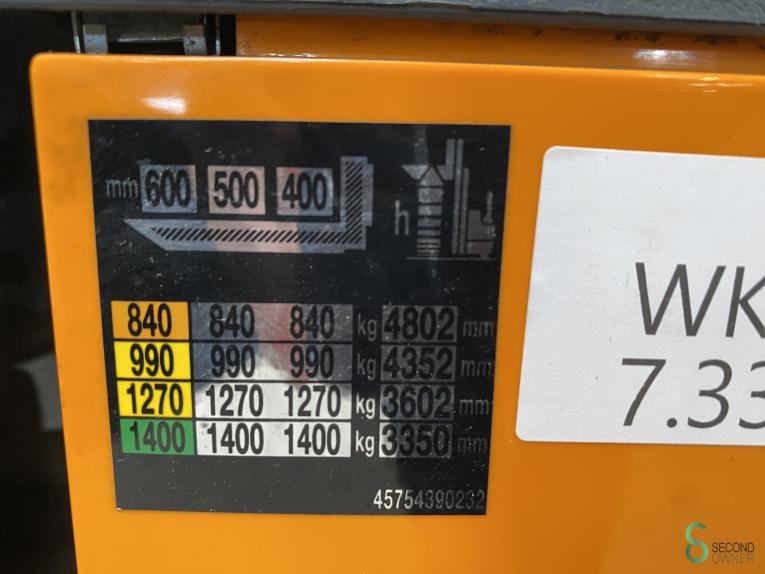 mm 600 500 400
h
840 840 840 kg 4802 mm
990 990 990 kg 4352 mm
1270 1270 1270 kg 3602 mm
1400 1400 1400 kg 3350 mm
45754390232
WK
7.33
SECOND
OWNER